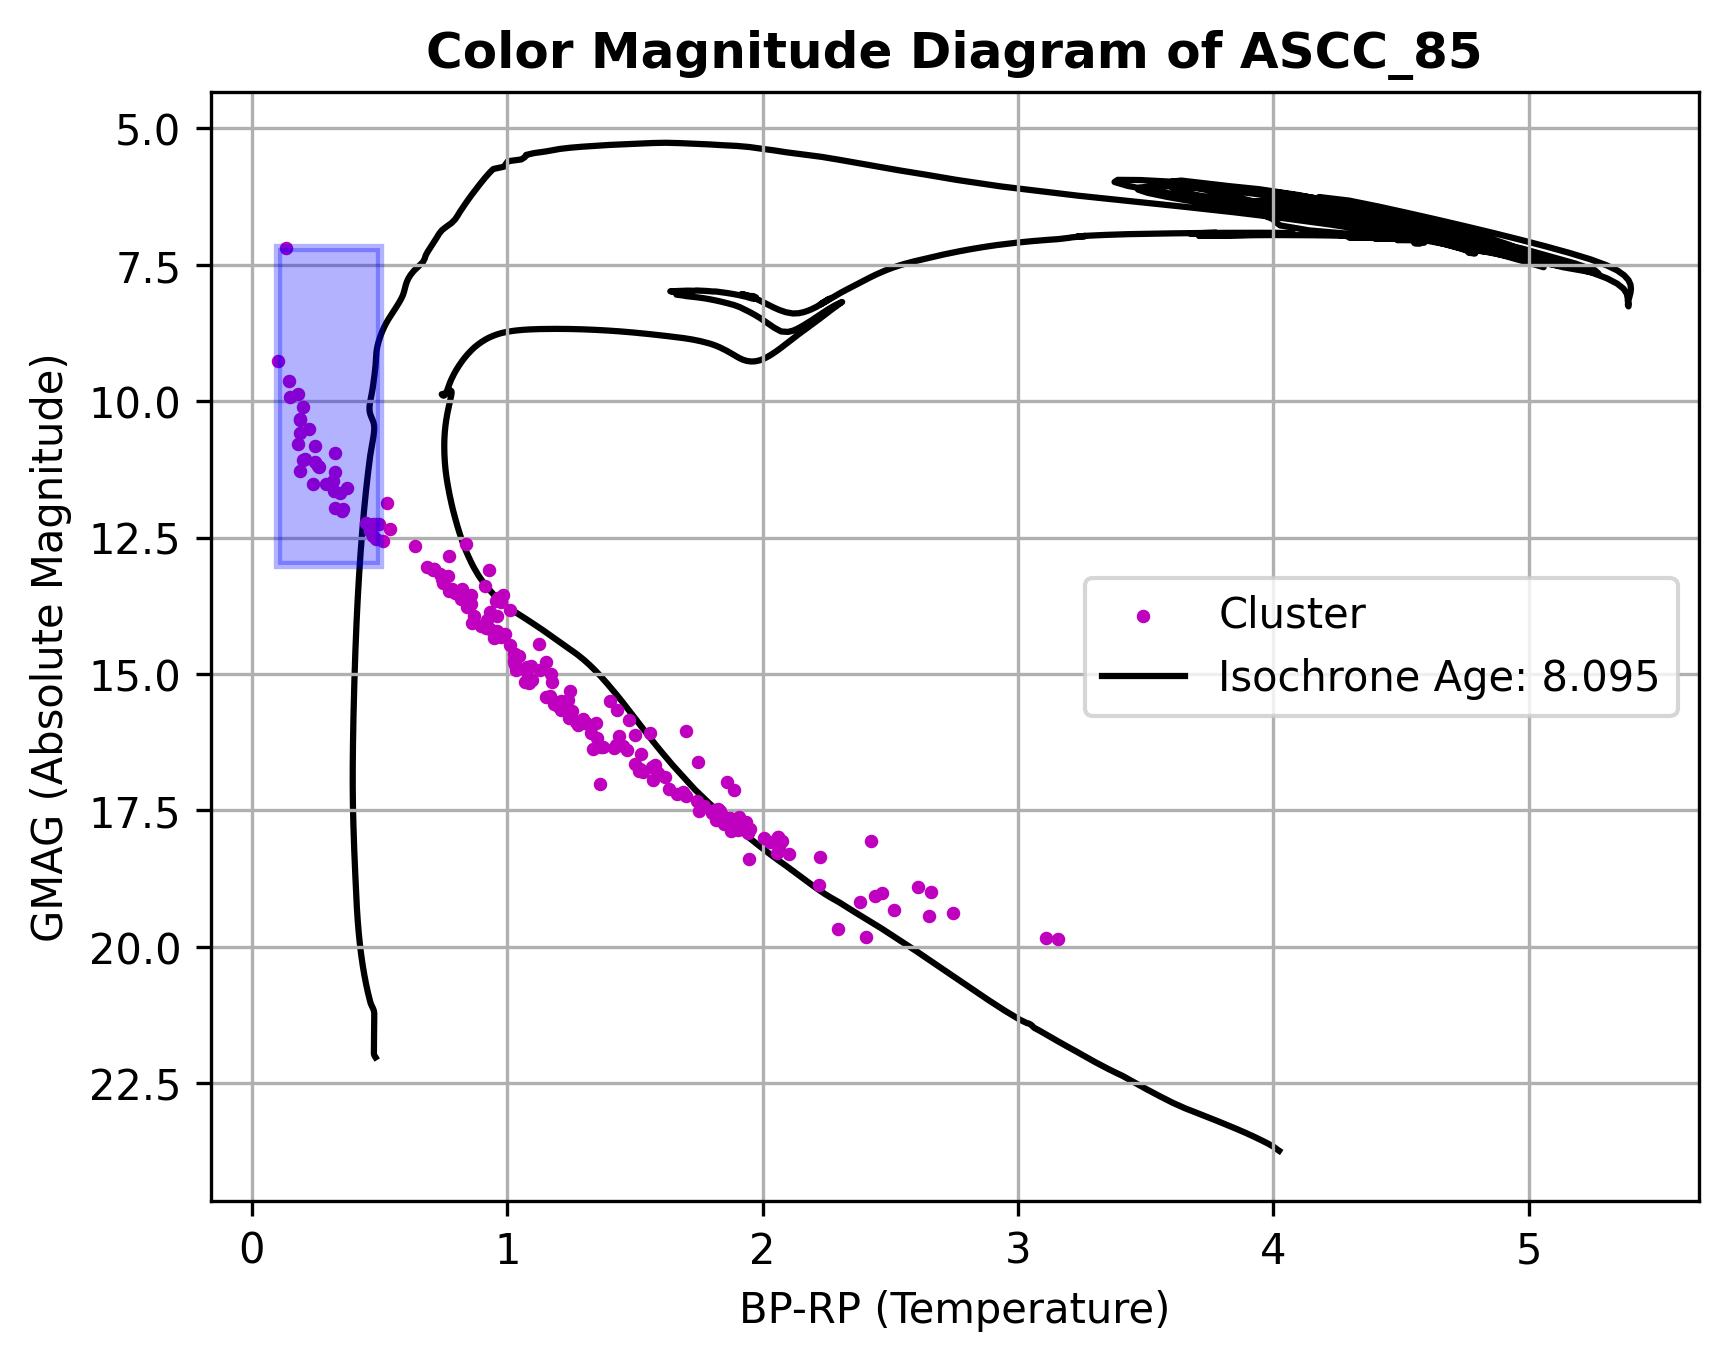 Color Magnitude Diagram of ASCC_85
GMAG (Absolute Magnitude)
5.0
7.5
10.0
12.5
15.0
17.5
20.0
22.5
Cluster
Isochrone Age: 8.095
0 1 2 3 4 5
BP-RP (Temperature)